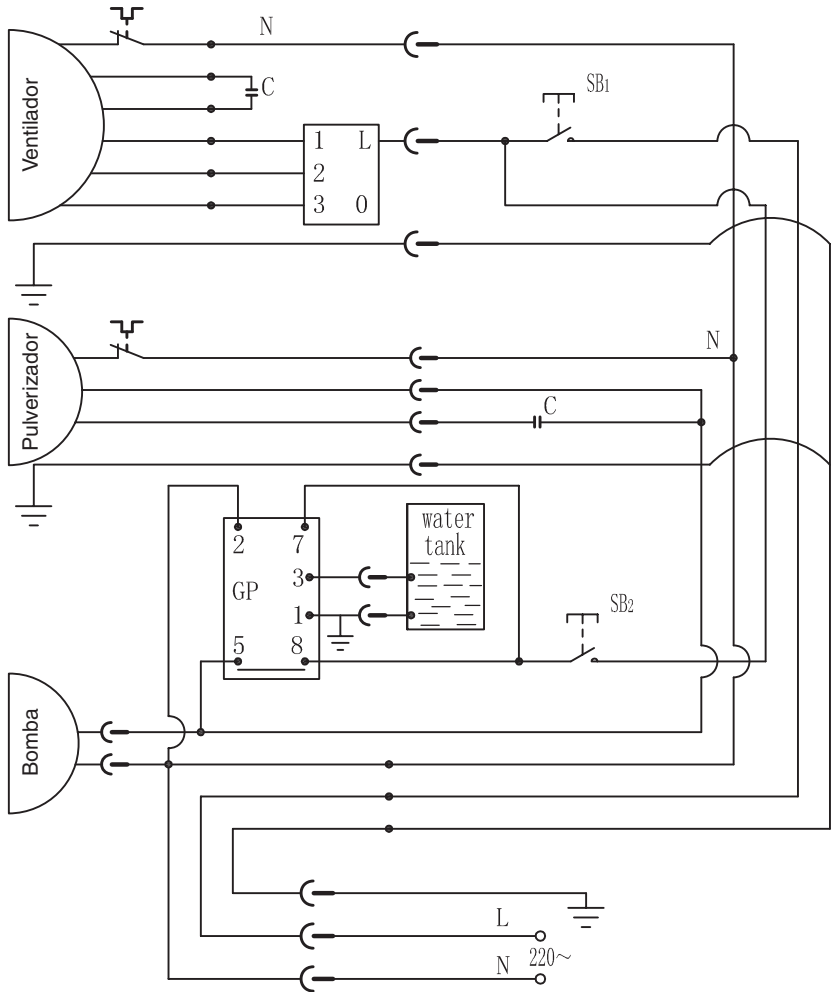 N
Ventilador
C
SB1
1 L
2
3 0
Pulverizador
N
C
water
tank
2 7
3
GP
1
5 8
SB2
Bomba
L
220~
N